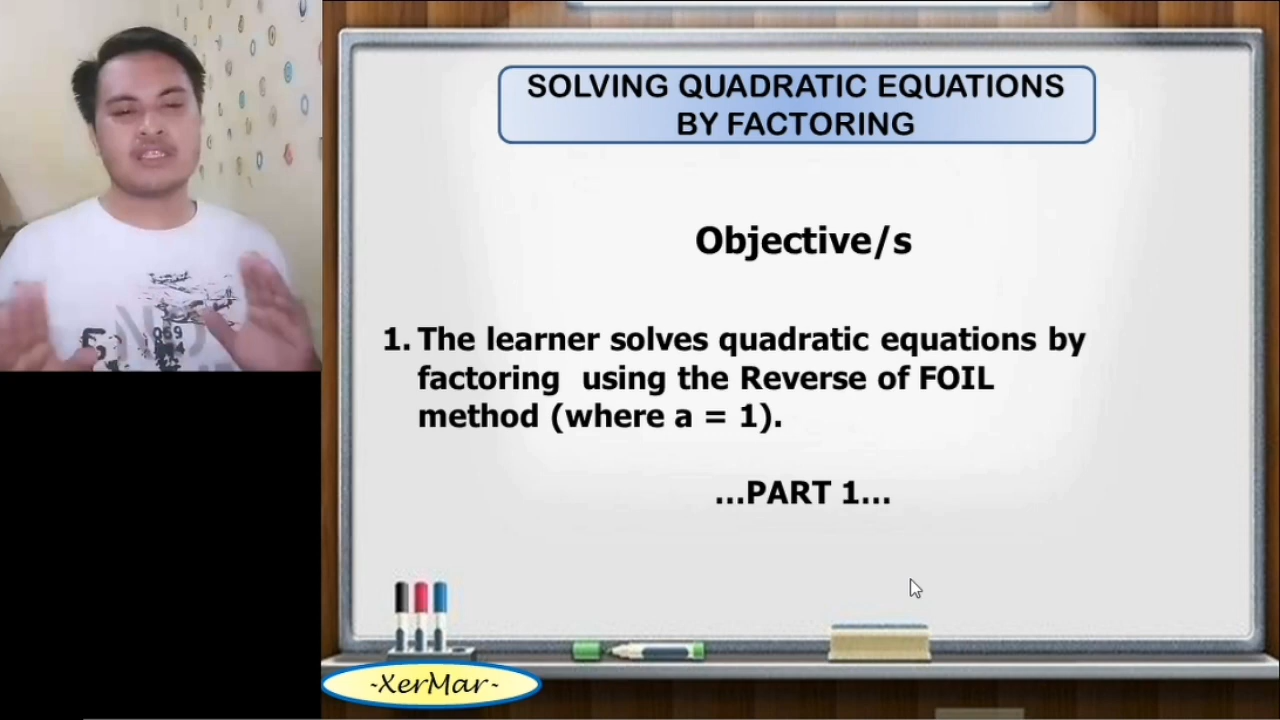 SOLVING QUADRATIC EQUATIONS
BY FACTORING
Objective/s
1. The learner solves quadratic equations by
factoring using the Reverse of FOIL
method (where a = 1).
...PART 1...
-XerMar-